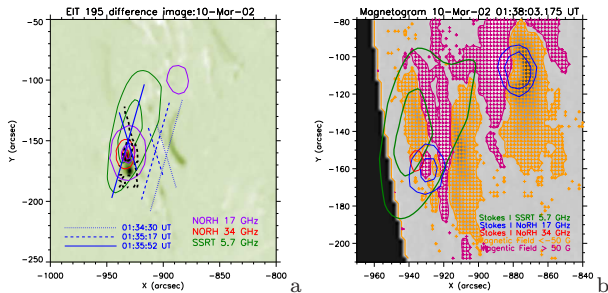 EIT 195 difference image:10-Mar-02
-50
-100
-150
-200
-250
Y (arcsec)
NORH 17 GHz
NORH 34 GHz
SSRT 5.7 GHz
01:34:30 UT
01:35:17 UT
01:35:52 UT
-1000
-950
-900
-850
-800
X (arcsec)
a
Magnetogram 10-Mar-02 01:38:03.175 UT
-80
-100
-120
-140
-160
-180
-200
Y (arcsec)
Stokes I SSRT 5.7 GHz
Stokes I NoRH 17 GHz
Stokes I NoRH 34 GHz
Magnetic Field <-50 G
Magentic Field > 50 G
-960
-940
-920
-900
-880
-860
-840
X (arcsec)
b